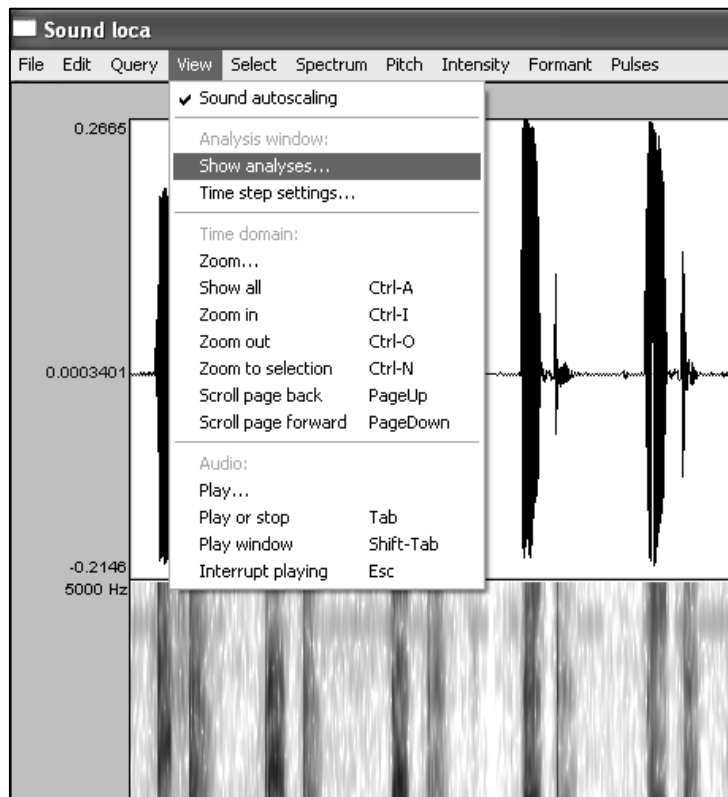 Sound loca
File Edit Query View Select Spectrum Pitch Intensity Formant Pulses
Sound autoscaling
0.2665
Analysis window:
Show analyses...
Time step settings...
Time domain:
Zoom...
Show all Ctrl-A
Zoom in Ctrl-I
Zoom out Ctrl-O
0.0003401
Zoom to selection Ctrl-N
Scroll page back PageUp
Scroll page forward PageDown
Audio:
Play...
Play or stop Tab
Play window Shift-Tab
-0.2146
Interrupt playing Esc
5000 Hz